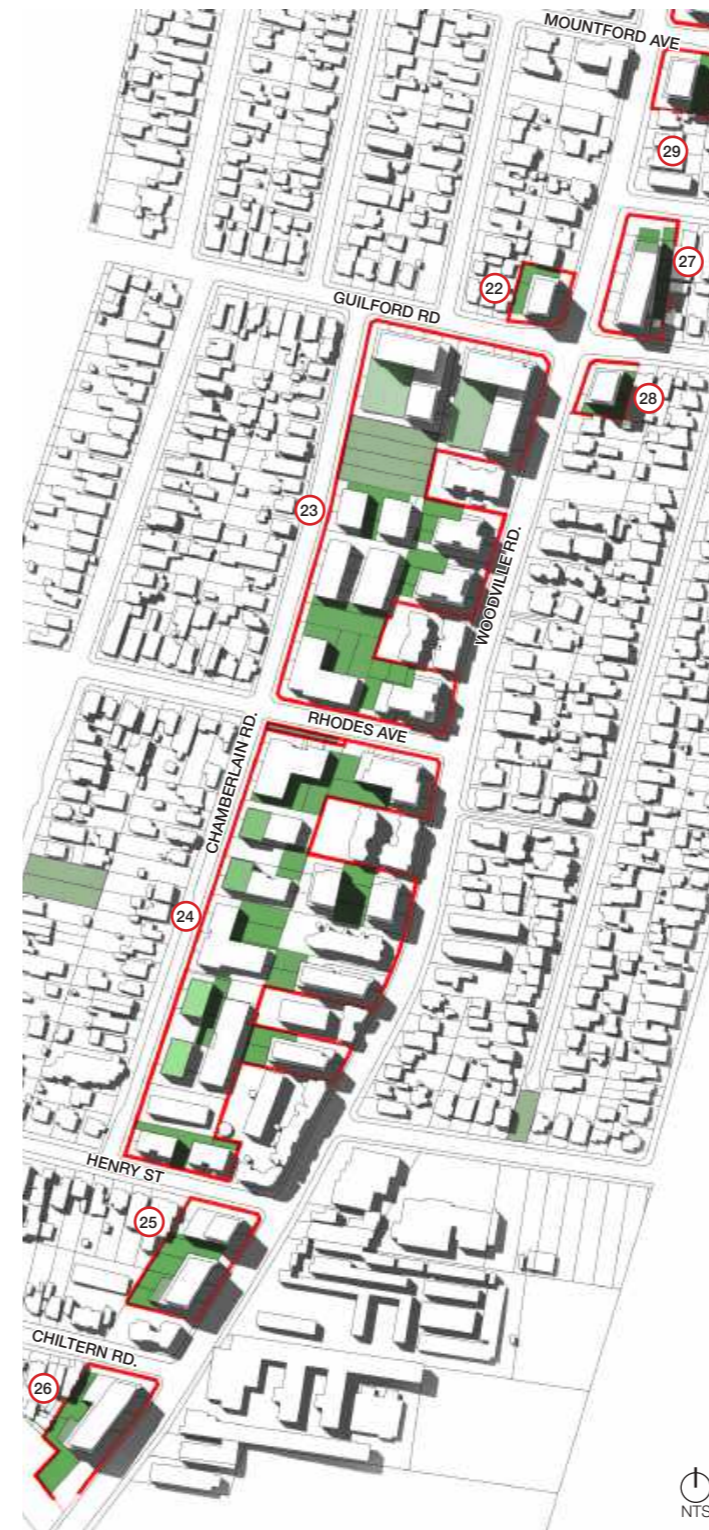 MOUNTFORD AVE
29
27
22
GUILFORD RD
28
23
WOODVILLE RD.
RHODES AVE
CHAMBERLAIN RD.
24
HENRY ST
25
CHILTERN RD.
26
NTS